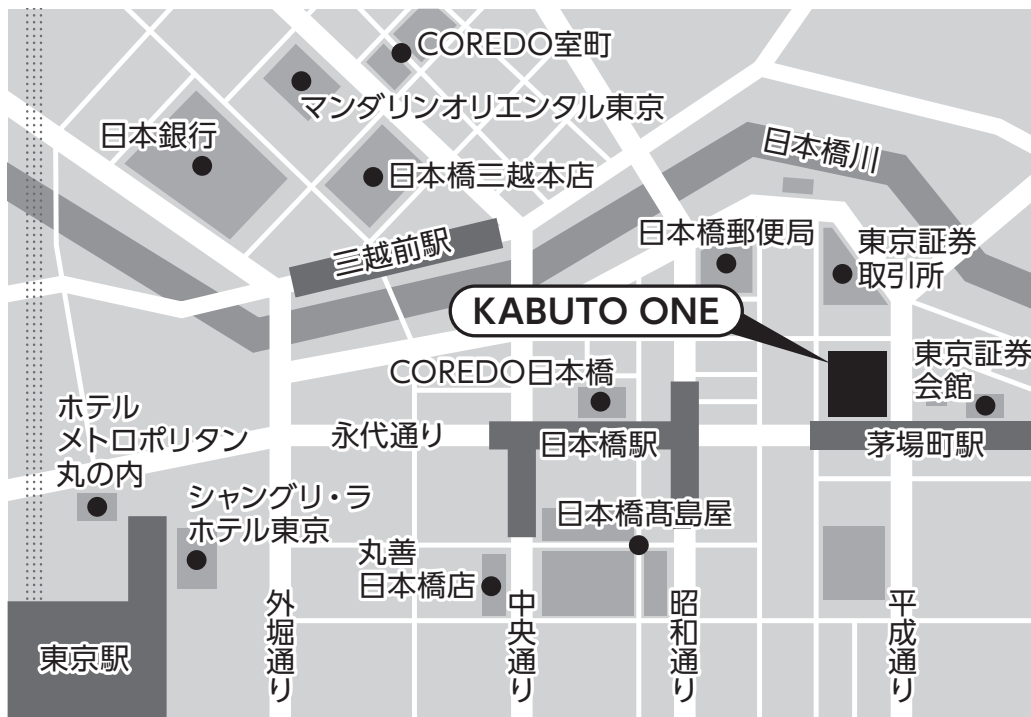 COREDO室町
マンダリンオリエンタル東京
日本銀行
日本橋川
日本橋三越本店
日本橋郵便局
三越前駅
東京証券
取引所
KABUTO ONE
東京証券
会館
COREDO日本橋
ホテル
メトロポリタン
丸の内
永代通り
日本橋駅
茅場町駅
シャングリ・ラ
ホテル東京
日本橋髙島屋
丸善
日本橋店
外堀通り
中央通り
昭和通り
平成通り
東京駅